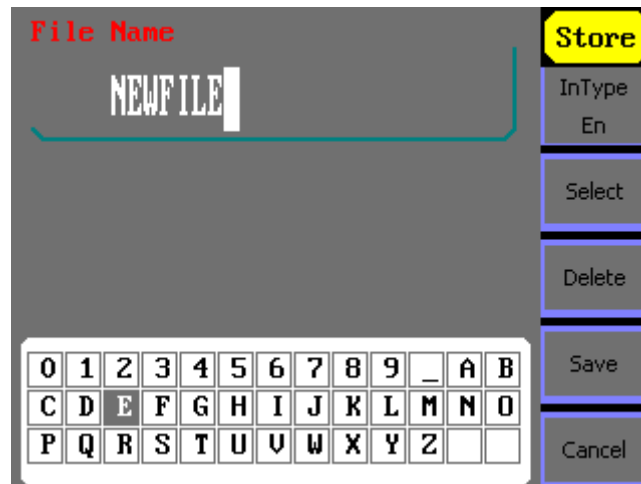 File Name
NEWFILE
0 1 2 3 4 5 6 7 8 9 _ A B
C D E F G H I J K L M N O
P Q R S T U V W X Y Z
Store
InType
En
Select
Delete
Save
Cancel